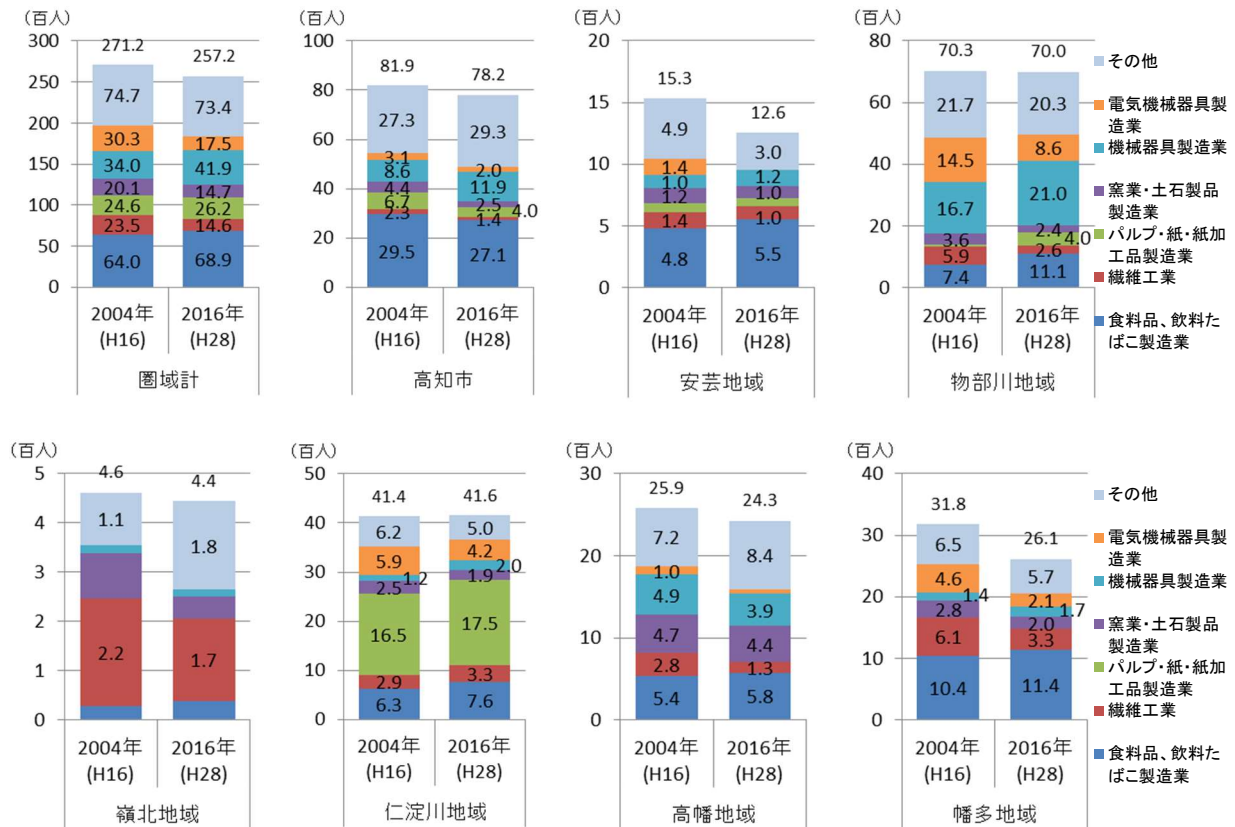 (百人)
300
250
200
150
100
50
0
271.2
257.2
74.7
73.4
30.3
17.5
34.0
41.9
20.1
14.7
24.6
26.2
23.5
14.6
64.0
68.9
2004年
(H16)
2016年
(H28)
圏域計
(百人)
100
80
60
40
20
0
81.9
78.2
27.3
29.3
3.1
2.0
8.6
11.9
4.4
2.5
6.7
4.0
2.3
1.4
29.5
27.1
2004年
(H16)
2016年
(H28)
高知市
(百人)
20
15
10
5
0
15.3
12.6
4.9
3.0
1.4
1.0
1.2
1.2
1.0
1.4
1.0
4.8
5.5
2004年
(H16)
2016年
(H28)
安芸地域
(百人)
80
60
40
20
0
70.3
70.0
21.7
20.3
14.5
8.6
16.7
21.0
3.6
2.4
4.0
5.9
2.6
7.4
11.1
2004年
(H16)
2016年
(H28)
物部川地域
その他
電気機械器具製
造業
機械器具製造業
窯業・土石製品
製造業
パルプ・紙・紙加
工品製造業
繊維工業
食料品、飲料た
ばこ製造業
(百人)
5
4
3
2
1
0
4.6
4.4
1.1
1.8
2.2
1.7
2004年
(H16)
2016年
(H28)
嶺北地域
(百人)
50
40
30
20
10
0
41.4
41.6
6.2
5.0
5.9
4.2
1.2
2.0
2.5
1.9
16.5
17.5
2.9
3.3
6.3
7.6
2004年
(H16)
2016年
(H28)
仁淀川地域
(百人)
30
20
10
0
25.9
24.3
7.2
8.4
1.0
4.9
3.9
4.7
4.4
2.8
1.3
5.4
5.8
2004年
(H16)
2016年
(H28)
高幡地域
(百人)
40
30
20
10
0
31.8
26.1
6.5
5.7
4.6
2.1
1.4
1.7
2.8
2.0
6.1
3.3
10.4
11.4
2004年
(H16)
2016年
(H28)
幡多地域
その他
電気機械器具製
造業
機械器具製造業
窯業・土石製品
製造業
パルプ・紙・紙加
工品製造業
繊維工業
食料品、飲料た
ばこ製造業